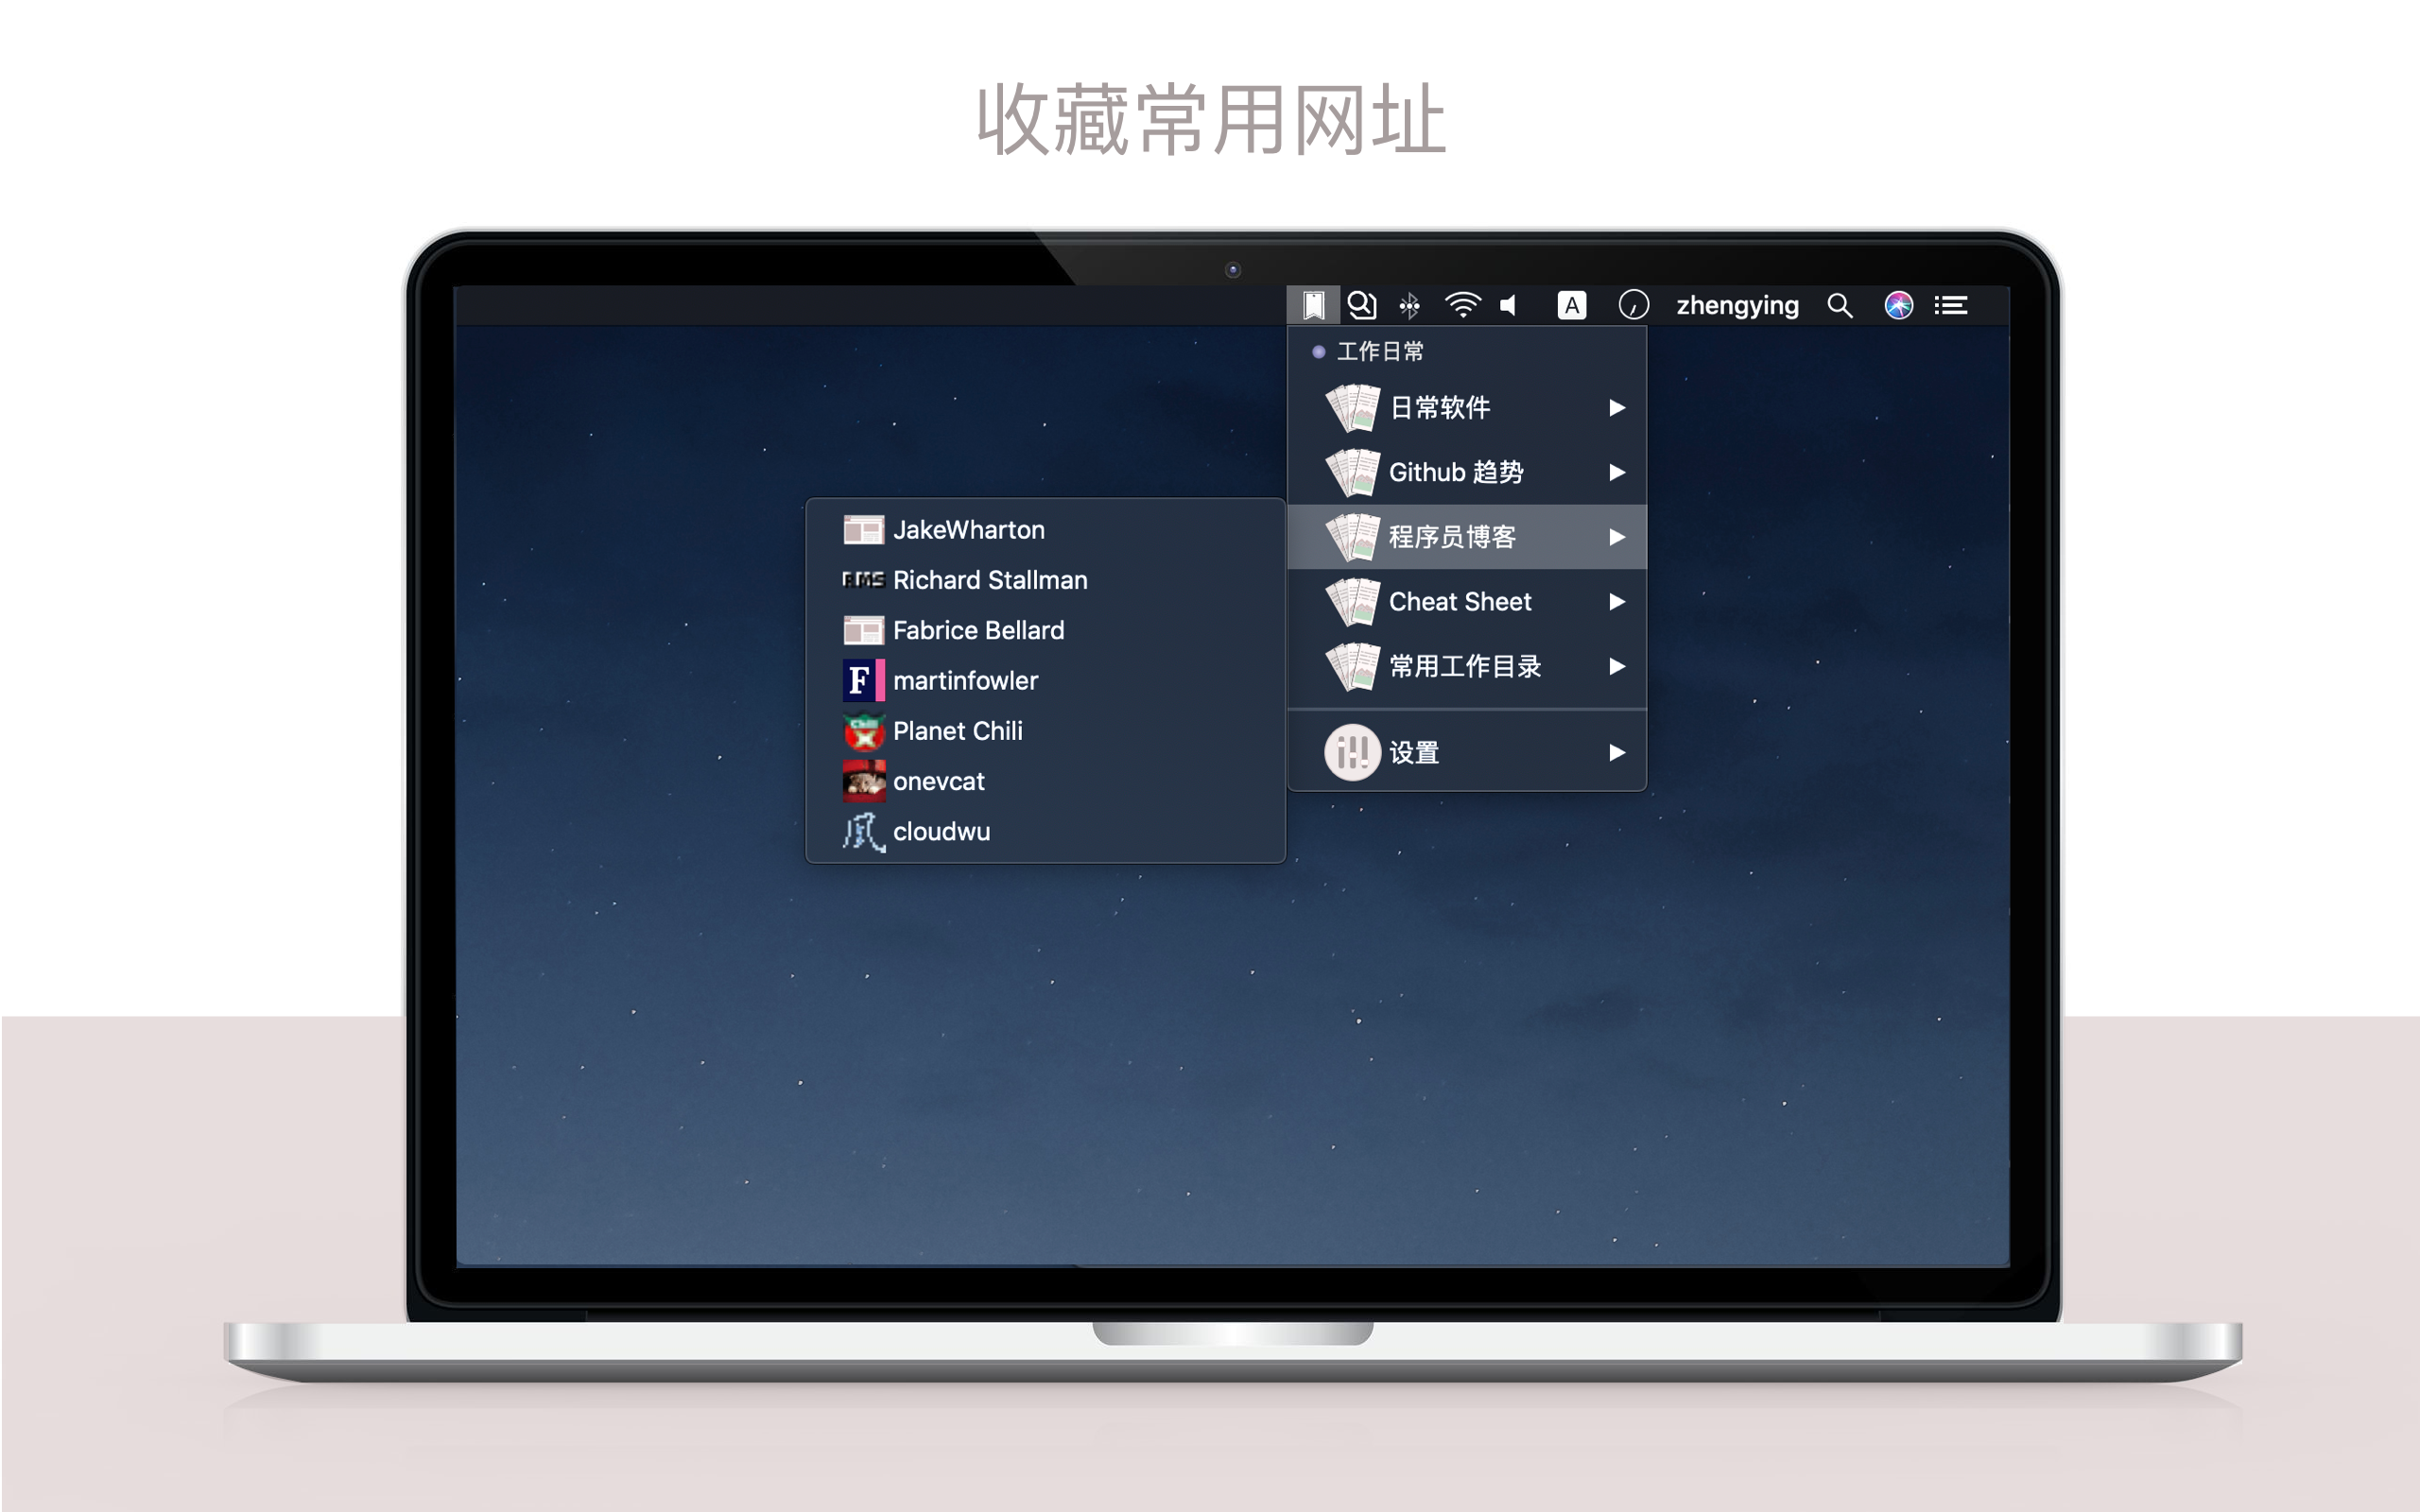 收藏常用网址
A
zhengying
工作日常
日常软件
Github 趋势
程序员博客
Cheat Sheet
常用工作目录
设置
JakeWharton
RMS Richard Stallman
Fabrice Bellard
F martinfowler
Planet Chili
onevcat
风 cloudwu